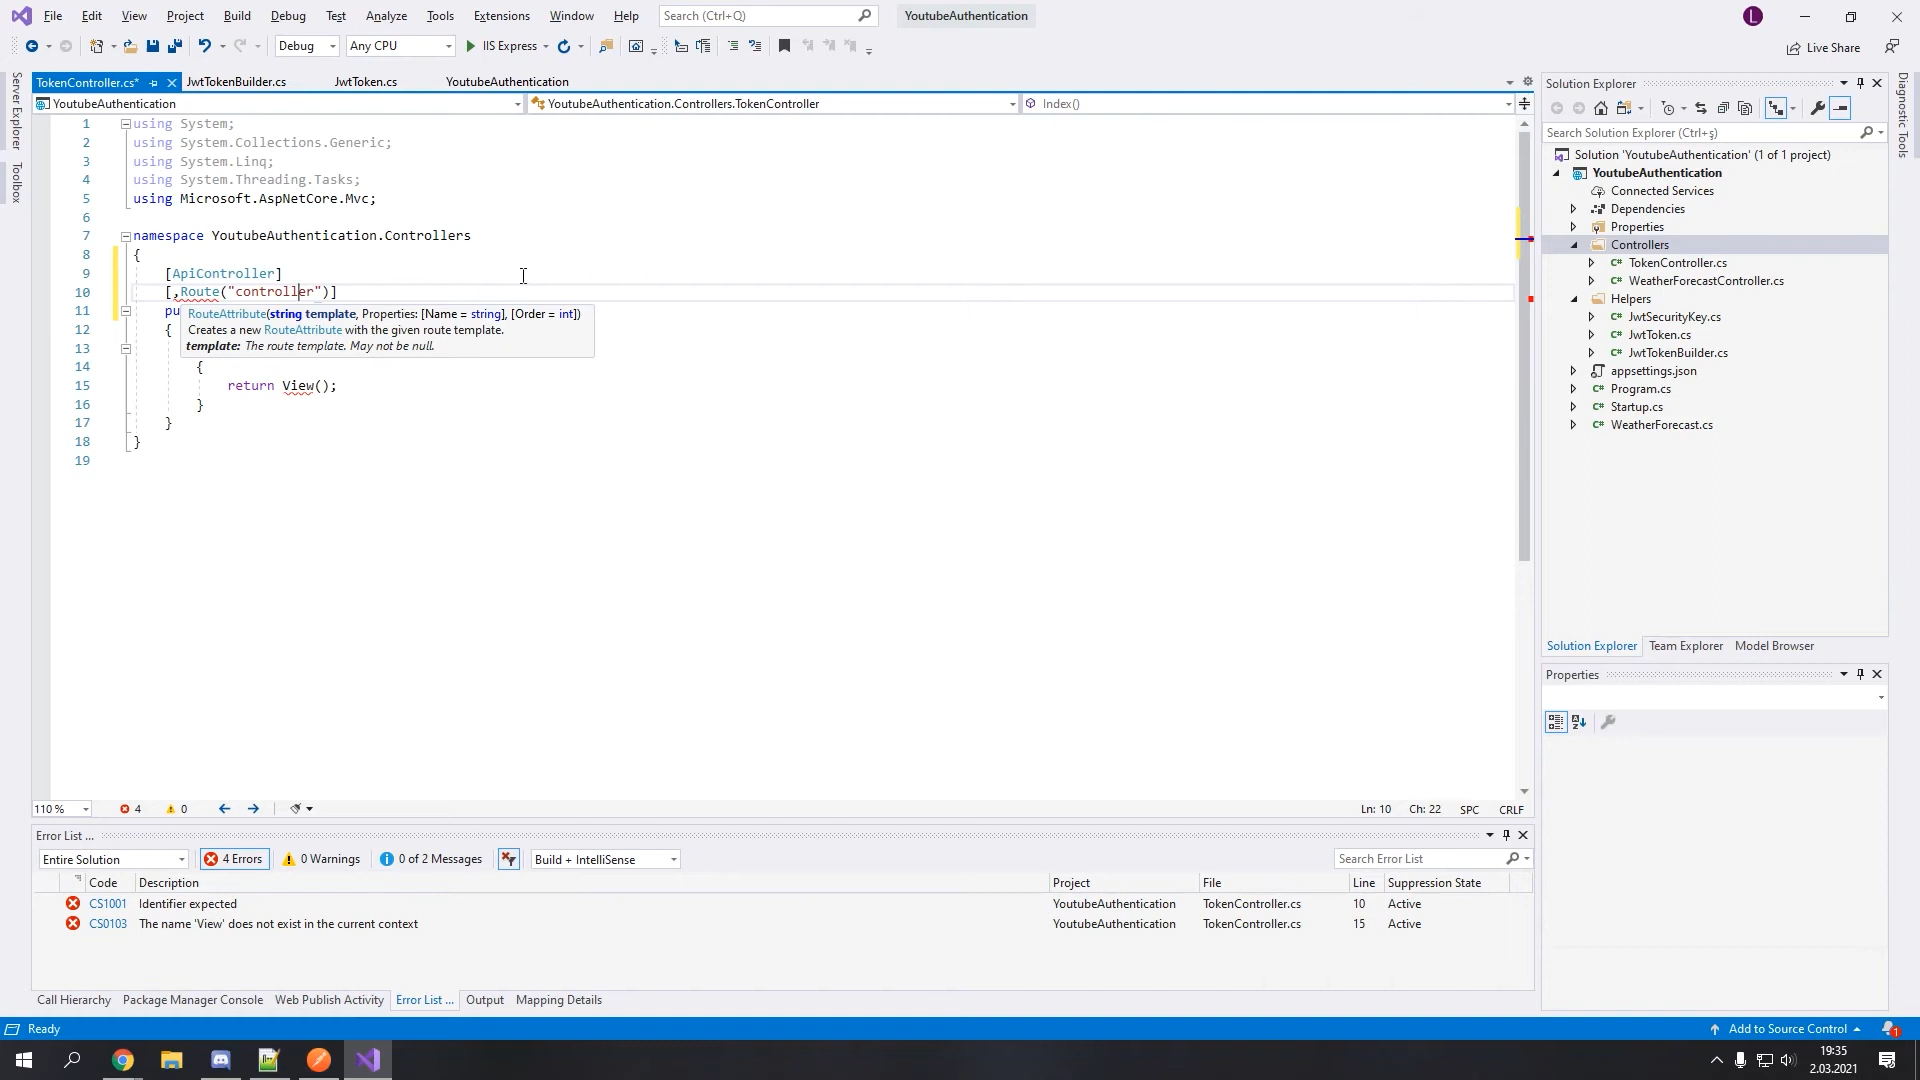 File Edit View Project Build Debug Test Analyze Tools Extensions Window Help Search (Ctrl+Q) YoutubeAuthentication L
Debug Any CPU IIS Express Live Share
Server Explorer
Toolbox
TokenController.cs* JwtTokenBuilder.cs JwtToken.cs YoutubeAuthentication
YoutubeAuthentication YoutubeAuthentication.Controllers.TokenController Index()
1 using System;
2 using System.Collections.Generic;
3 using System.Linq;
4 using System.Threading.Tasks;
5 using Microsoft.AspNetCore.Mvc;
6
7 namespace YoutubeAuthentication.Controllers
8 {
9 [ApiController]
10 [,Route("controller")]
11 pu
RouteAttribute(string template, Properties: [Name = string], [Order = int])
12 {
Creates a new RouteAttribute with the given route template.
13
template: The route template. May not be null.
14 {
15 return View();
16 }
17 }
18 }
19
110 % 4 0 Ln: 10 Ch: 22 SPC CRLF
Solution Explorer
Search Solution Explorer (Ctrl+ş)
Solution 'YoutubeAuthentication' (1 of 1 project)
YoutubeAuthentication
Connected Services
Dependencies
Properties
Controllers
C# TokenController.cs
C# WeatherForecastController.cs
Helpers
C# JwtSecurityKey.cs
C# JwtToken.cs
C# JwtTokenBuilder.cs
appsettings.json
C# Program.cs
C# Startup.cs
C# WeatherForecast.cs
Solution Explorer Team Explorer Model Browser
Properties
Diagnostic Tools
Error List ...
Entire Solution 4 Errors 0 Warnings 0 of 2 Messages Build + IntelliSense Search Error List
Code Description Project File Line Suppression State
CS1001 Identifier expected YoutubeAuthentication TokenController.cs 10 Active
CS0103 The name 'View' does not exist in the current context YoutubeAuthentication TokenController.cs 15 Active
Call Hierarchy Package Manager Console Web Publish Activity Error List ... Output Mapping Details
Ready Add to Source Control 1
19:35
2.03.2021